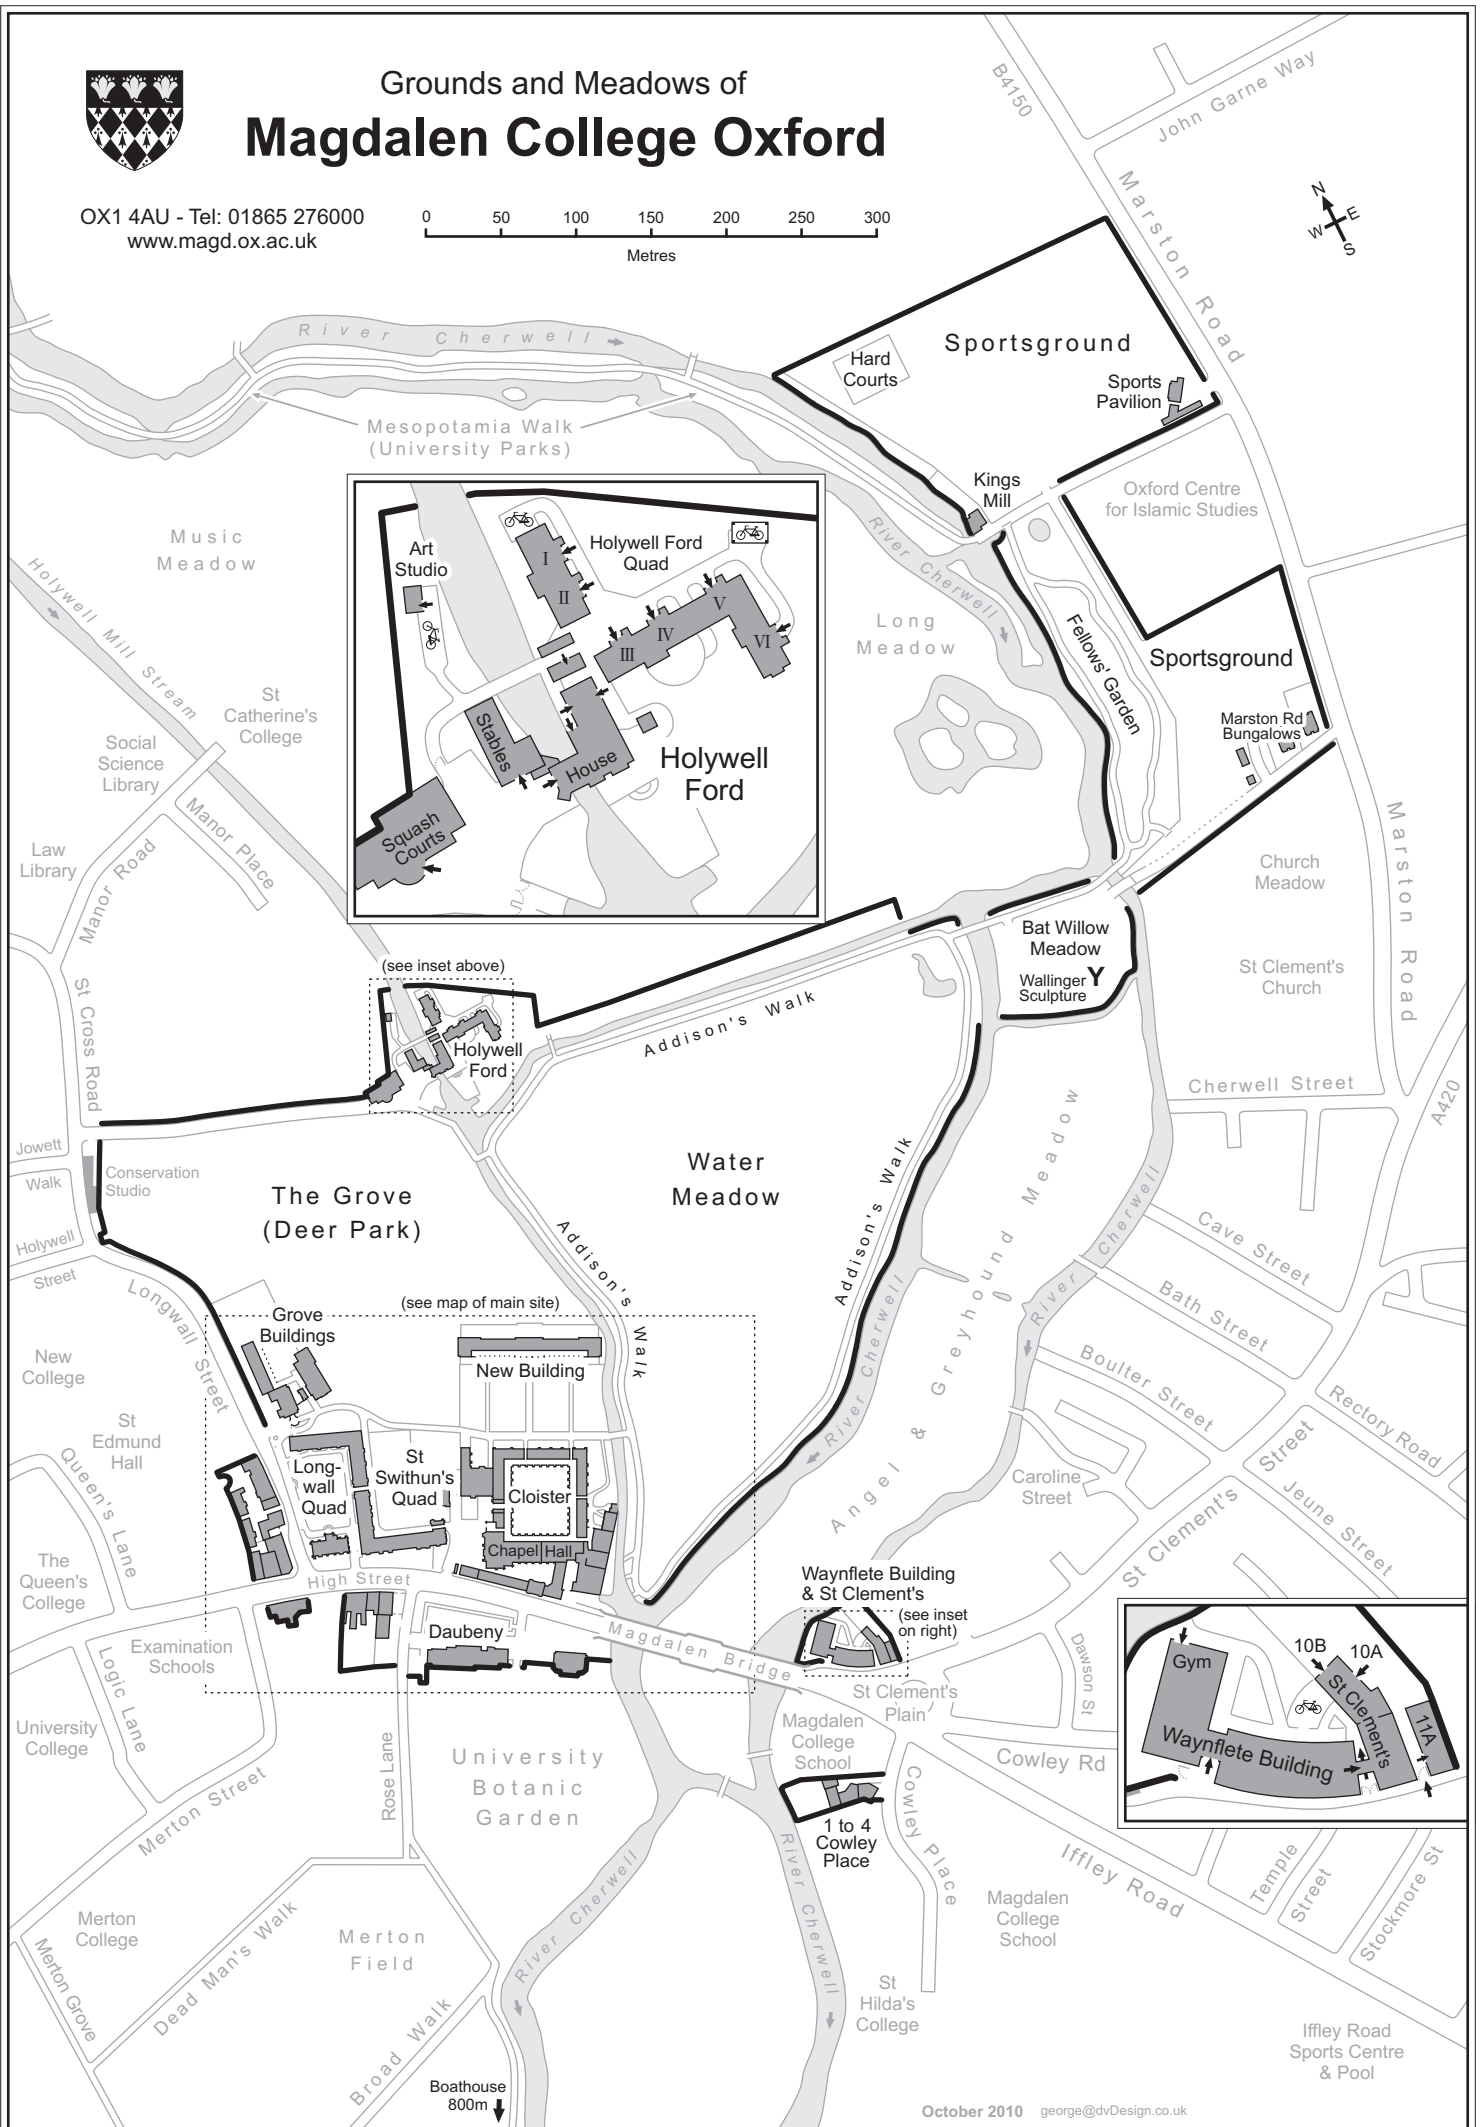 Grounds and Meadows of
Magdalen College Oxford
OX1 4AU - Tel: 01865 276000
www.magd.ox.ac.uk
0 50 100 150 200 250 300
Metres
B4150
John Garne Way
Marston Road
N
E
W
S
River Cherwell
Sportsground
Hard
Courts
Sports
Pavilion
Mesopotamia Walk
(University Parks)
Kings
Mill
Oxford Centre
for Islamic Studies
Music
Meadow
Holywell Mill Stream
River Cherwell
Long
Meadow
Fellows' Garden
Sportsground
Marston Rd
Bungalows
Art
Studio
Holywell Ford
Quad
I
II
III
IV
V
VI
Stables
House
Holywell
Ford
Squash
Courts
St
Catherine's
College
Social
Science
Library
Manor Place
Law
Library
Manor Road
Marston Road
Church
Meadow
Bat Willow
Meadow
Wallinger
Sculpture
Y
St Clement's
Church
(see inset above)
St Cross Road
Holywell
Ford
Addison's Walk
Cherwell Street
A420
Jowett
Walk
Conservation
Studio
The Grove
(Deer Park)
Water
Meadow
Addison's Walk
Addison's Walk
Angel & Greyhound Meadow
River Cherwell
River Cherwell
Holywell
Street
Longwall Street
(see map of main site)
Cave Street
Bath Street
Boulter Street
Rectory Road
Grove
Buildings
New Building
New
College
St
Edmund
Hall
Queen's Lane
Long-
wall
Quad
St
Swithun's
Quad
Cloister
Chapel
Hall
Caroline
Street
St Clement's
Street
Jeune Street
The
Queen's
College
High Street
Waynflete Building
& St Clement's
(see inset
on right)
Examination
Schools
Daubeny
Magdalen Bridge
Dawson St
Gym
10B
10A
St Clement's
11A
Waynflete Building
Logic Lane
University
College
St Clement's
Plain
Magdalen
College
School
Cowley Rd
Merton Street
Rose Lane
University
Botanic
Garden
1 to 4
Cowley
Place
Cowley Place
Iffley Road
Temple
Street
Stockmore St
River Cherwell
River Cherwell
Merton
College
Dead Man's Walk
Merton
Field
Magdalen
College
School
Merton Grove
Broad Walk
St
Hilda's
College
Iffley Road
Sports Centre
& Pool
Boathouse
800m
October 2010 george@dvDesign.co.uk